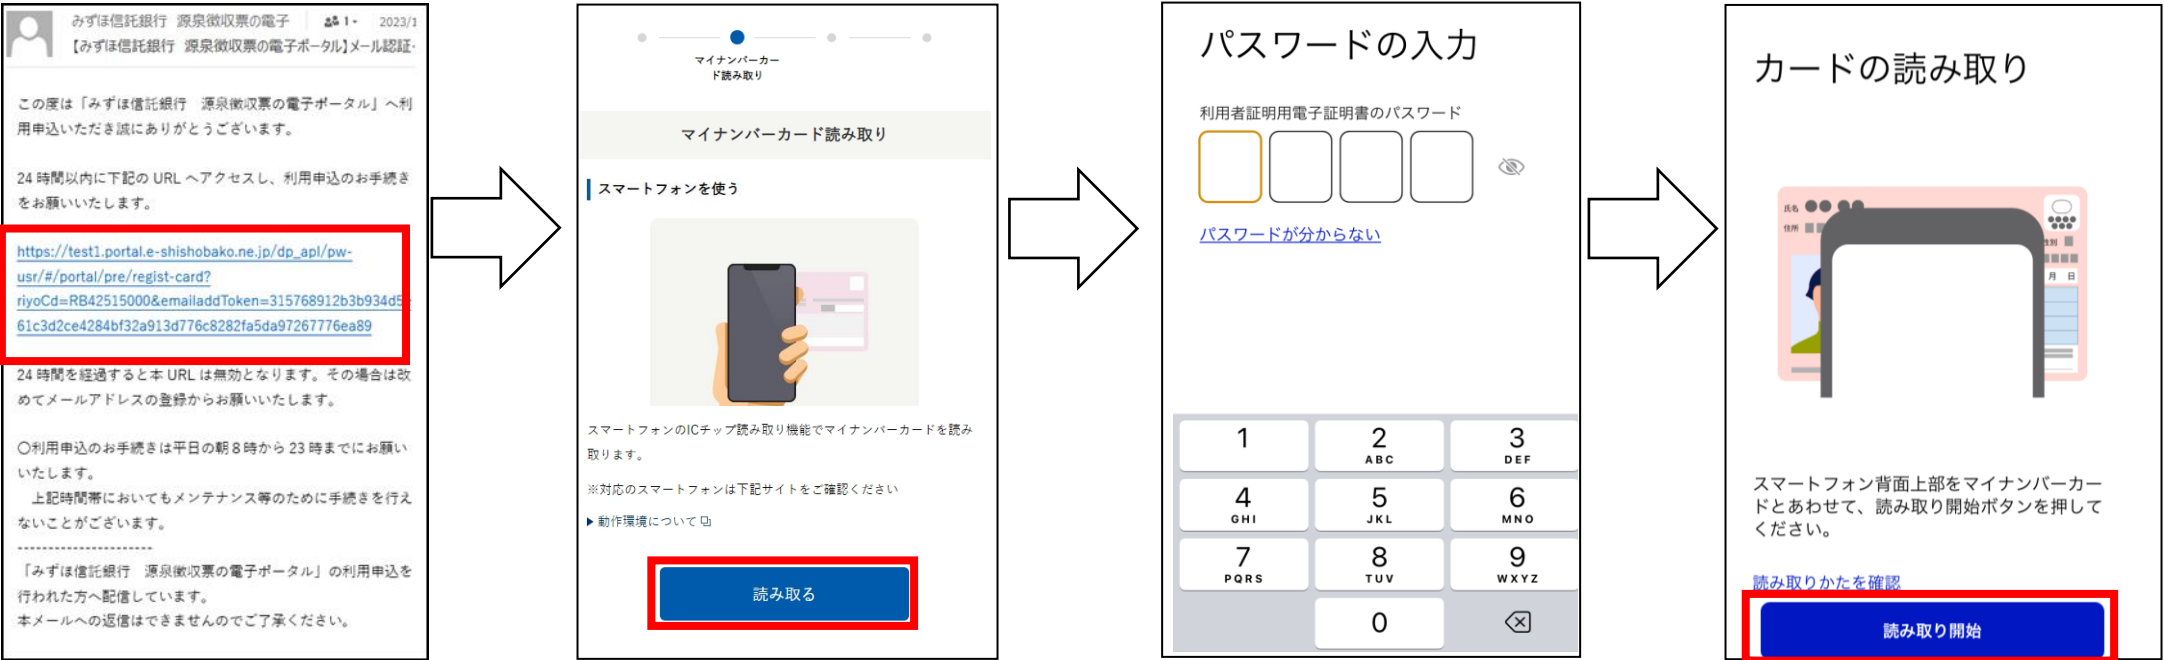 みずほ信託銀行 源泉徴収票の電子 1 2023/1
【みずほ信託銀行 源泉徴収票の電子ポータル】メール認証
この度は「みずほ信託銀行 源泉徴収票の電子ポータル」へ利
用申込いただき誠にありがとうございます。
24時間以内に下記の URL へアクセスし、利用申込のお手続き
をお願いいたします。
https://test1.portal.e-shishobako.ne.jp/dp_apl/pw-
usr/#/portal/pre/regist-card?
riyoCd=RB42515000&emailaddToken=315768912b3b934d5
61c3d2ce4284bf32a913d776c8282fa5da97267776ea89
24 時間を経過すると本 URL は無効となります。その場合は改
めてメールアドレスの登録からお願いいたします。
〇利用申込のお手続きは平日の朝8時から23時までにお願い
いたします。
上記時間帯においてもメンテナンス等のために手続きを行え
ないことがございます。
----------------------
「みずほ信託銀行 源泉徴収票の電子ポータル」の利用申込を
行われた方へ配信しています。
本メールへの返信はできませんのでご了承ください。
マイナンバーカー
ド読み取り
マイナンバーカード読み取り
スマートフォンを使う
スマートフォンのICチップ読み取り機能でマイナンバーカードを読み
取ります。
※対応のスマートフォンは下記サイトをご確認ください
▶動作環境について
読み取る
パスワードの入力
利用者証明用電子証明書のパスワード
パスワードが分からない
1 2 3
ABC DEF
4 5 6
GHI JKL MNO
7 8 9
PQRS TUV WXYZ
0
カードの読み取り
氏名
住所
性別
月 日
スマートフォン背面上部をマイナンバーカー
ドとあわせて、読み取り開始ボタンを押して
ください。
読み取りかたを確認
読み取り開始